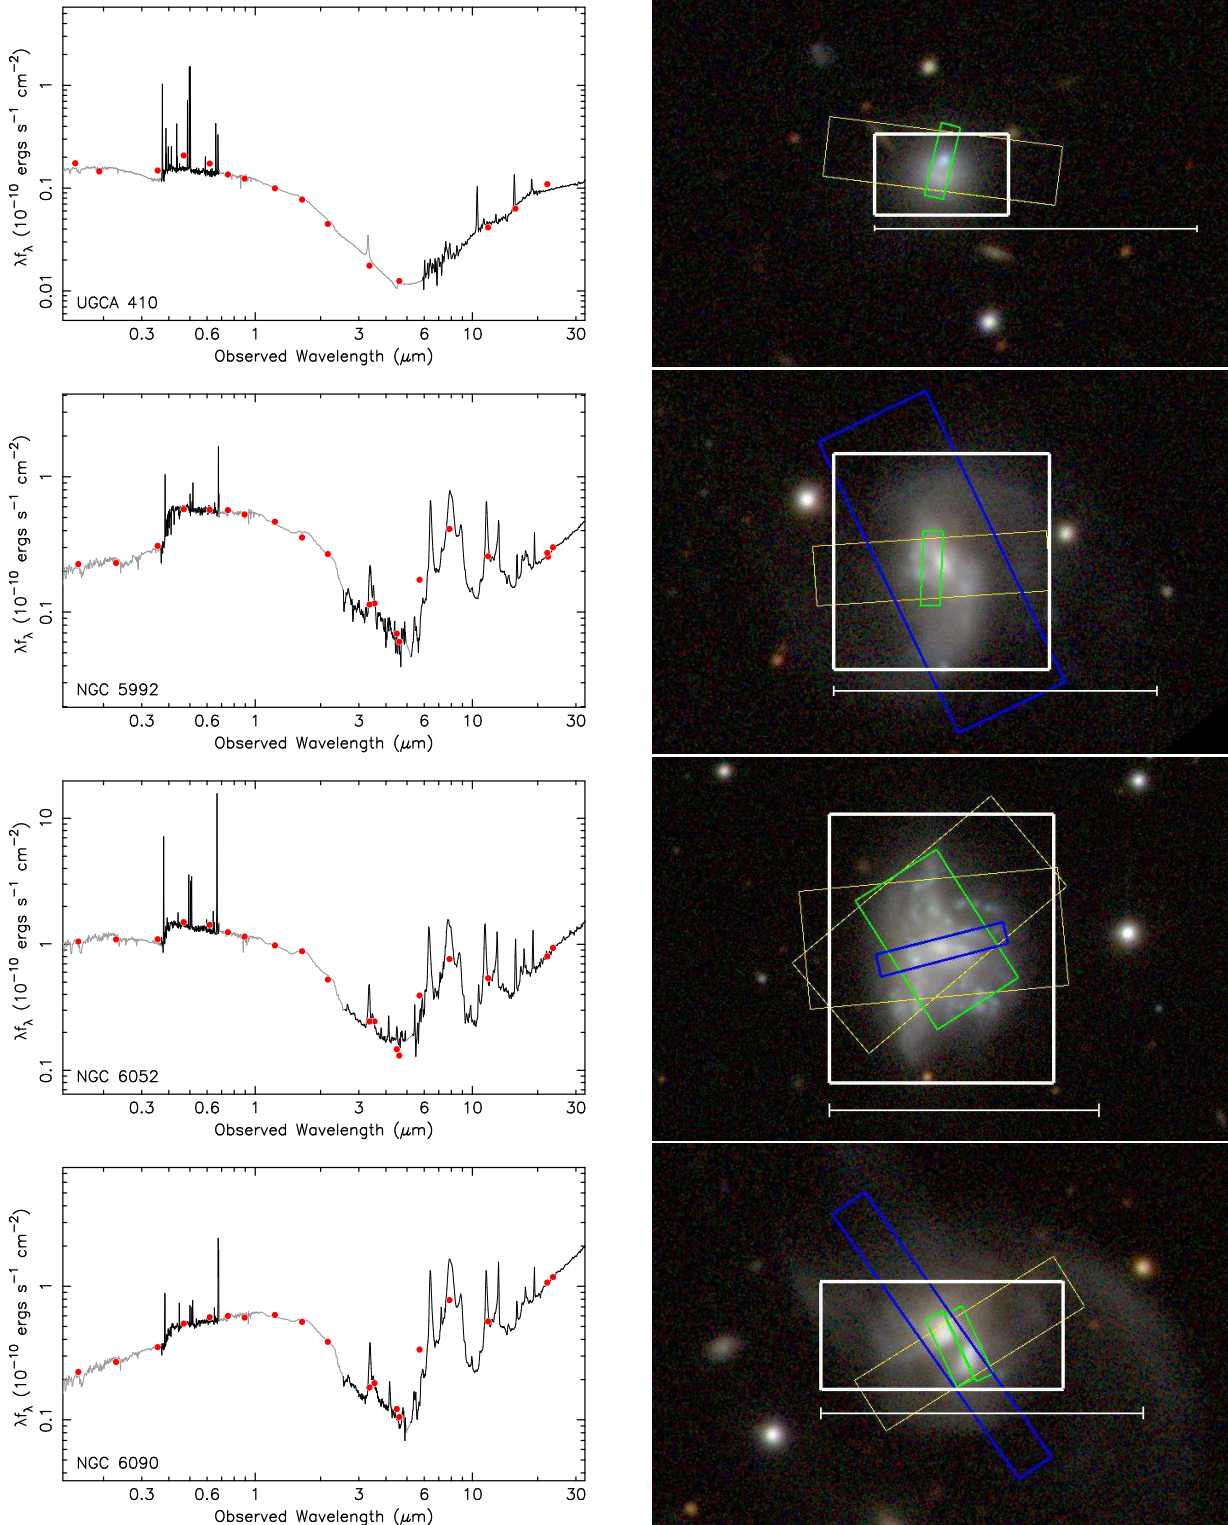 λf_λ (10⁻¹⁰ ergs s⁻¹ cm⁻²)
1
0.1
0.01
UGCA 410
0.3 0.6 1 3 6 10 30
Observed Wavelength (μm)
λf_λ (10⁻¹⁰ ergs s⁻¹ cm⁻²)
1
0.1
NGC 5992
0.3 0.6 1 3 6 10 30
Observed Wavelength (μm)
λf_λ (10⁻¹⁰ ergs s⁻¹ cm⁻²)
10
1
0.1
NGC 6052
0.3 0.6 1 3 6 10 30
Observed Wavelength (μm)
λf_λ (10⁻¹⁰ ergs s⁻¹ cm⁻²)
1
0.1
NGC 6090
0.3 0.6 1 3 6 10 30
Observed Wavelength (μm)